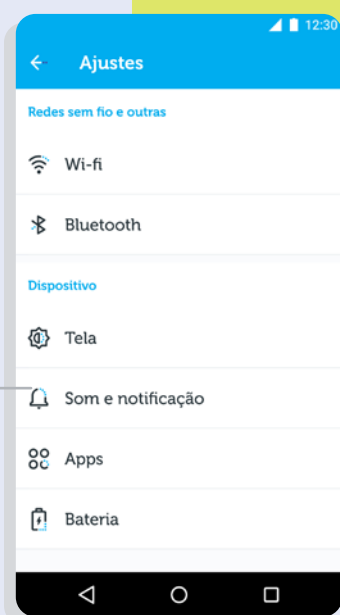 12:30
Ajustes
Redes sem fio e outras
Wi-fi
Bluetooth
Dispositivo
Tela
Som e notificação
Apps
Bateria